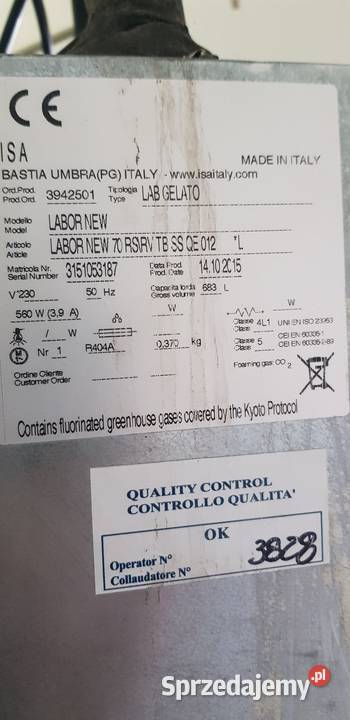 CE
ISA
BASTIA UMBRA(PG) ITALY - www.isaitaly.com
MADE IN ITALY
Ord.Prod. Prod.Ord. 3942501 Tipologia Type LAB GELATO
Modello Model LABOR NEW
Articolo Article LABOR NEW 70 RS/RV TB SS QE 012 *L
Matricola Nr. Serial Number 3151053187 Data Prod. Prod. Date 14.10.2015
V~230 50 Hz Capacita lorda Gross volume 683 L
560 W (3,9 A) W W
/ W Classe Class 4L1 UNI EN ISO 23953
Nr 1 R404A 0,370 kg Classe Class 5 CEI EN 60335-1 CEI EN 60335-2-89
Ordine Cliente Customer Order
Foaming gas: CO2
Contains fluorinated greenhouse gases covered by the Kyoto Protocol
QUALITY CONTROL
CONTROLLO QUALITA'
OK
Operator N°
Collaudatore N° 3828
Sprzedajemy.pl